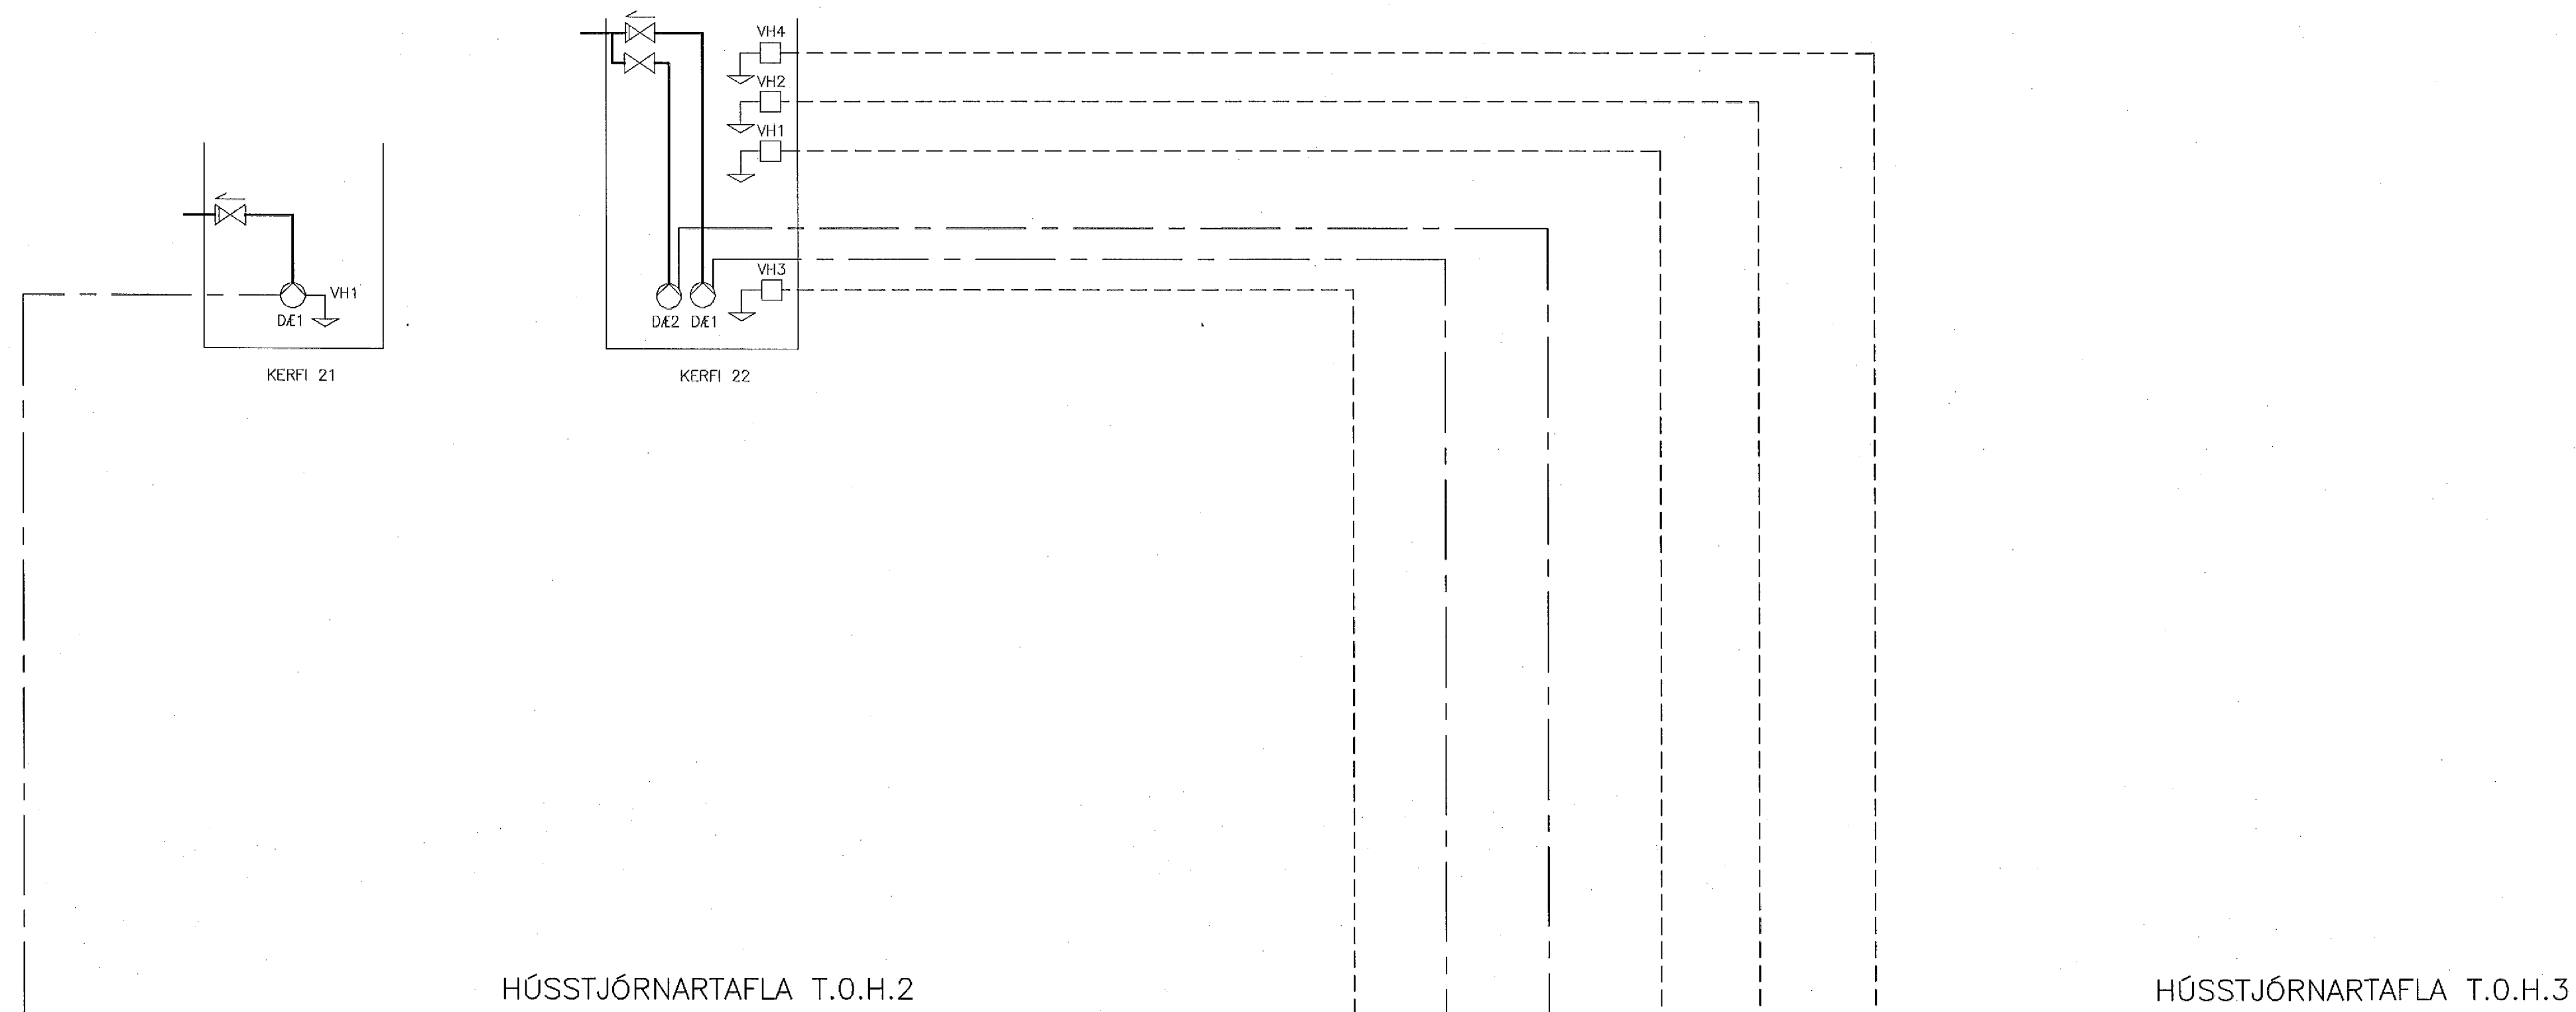 VH4
VH2
VH1
VH3
VH1
DÆ1
DÆ2 DÆ1
KERFI 21
KERFI 22
HÚSSTJÓRNARTAFLA T.O.H.2
HÚSSTJÓRNARTAFLA T.O.H.3